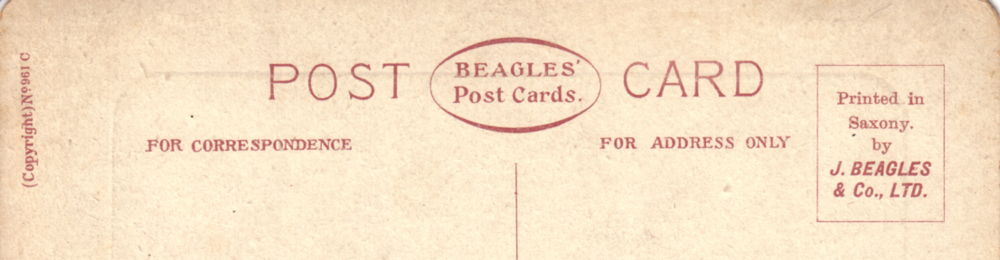 POST BEAGLES' Post Cards. CARD
FOR CORRESPONDENCE
FOR ADDRESS ONLY
Printed in
Saxony.
by
J. BEAGLES
& Co., LTD.
(Copyright) Nº 961 C